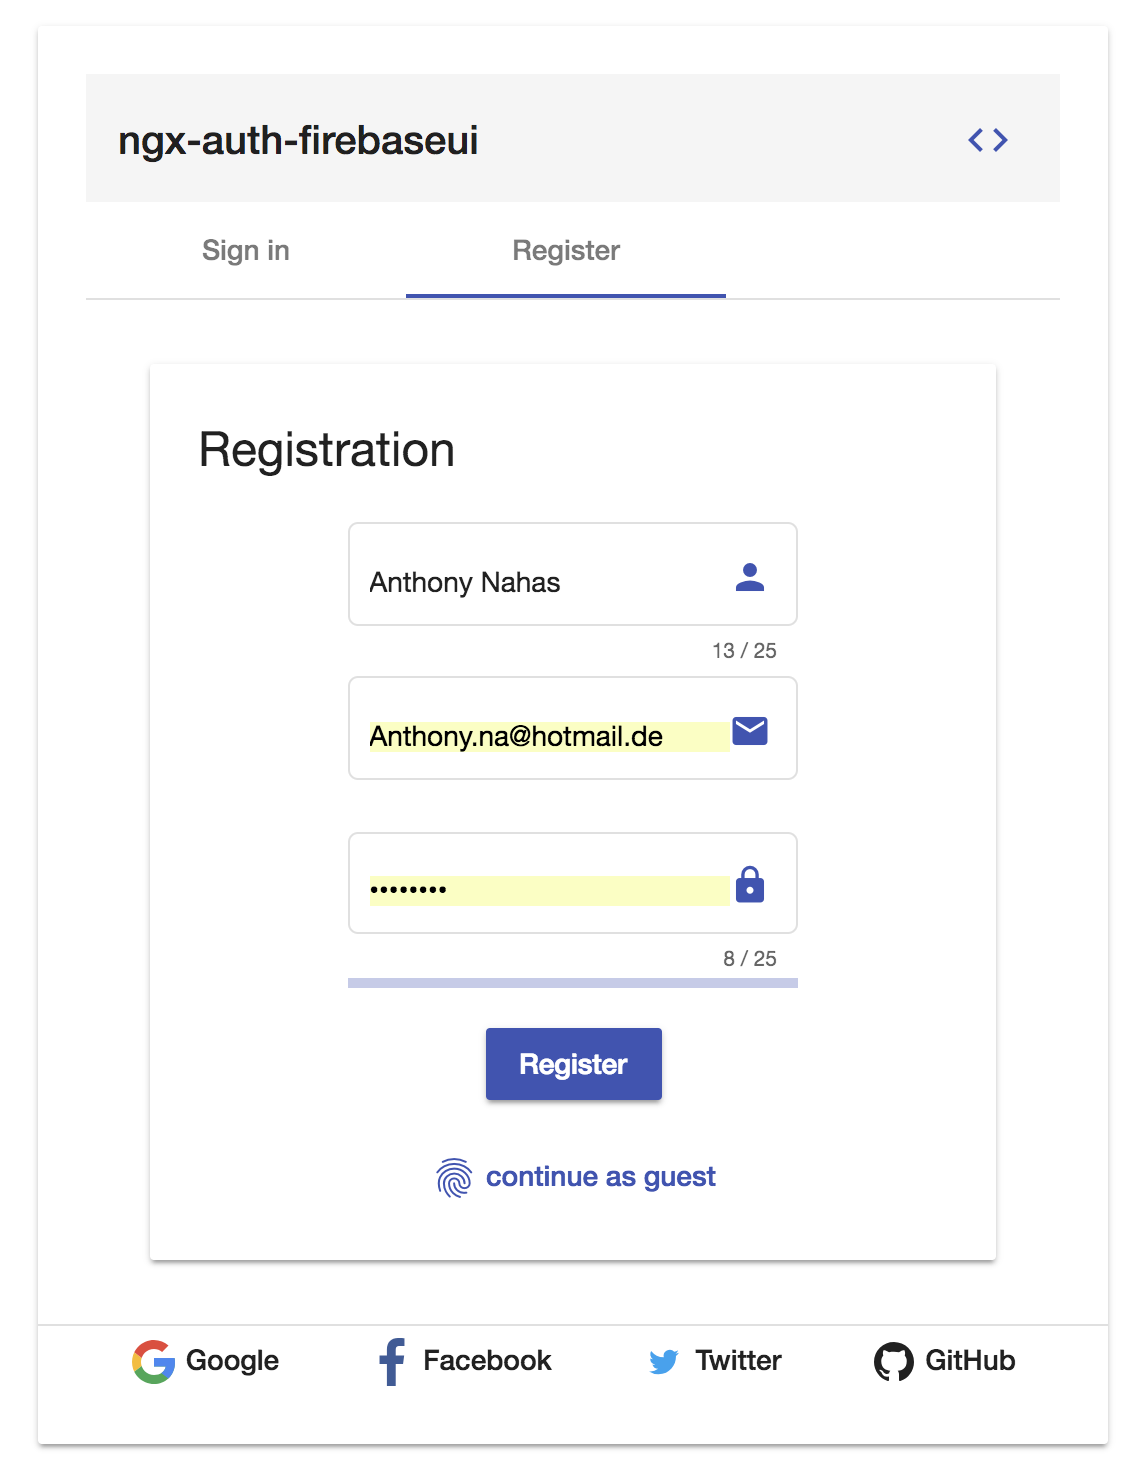 ngx-auth-firebaseui
Sign in
Register
Registration
Anthony Nahas
13 / 25
Anthony.na@hotmail.de
••••••••
8 / 25
Register
continue as guest
Google
Facebook
Twitter
GitHub